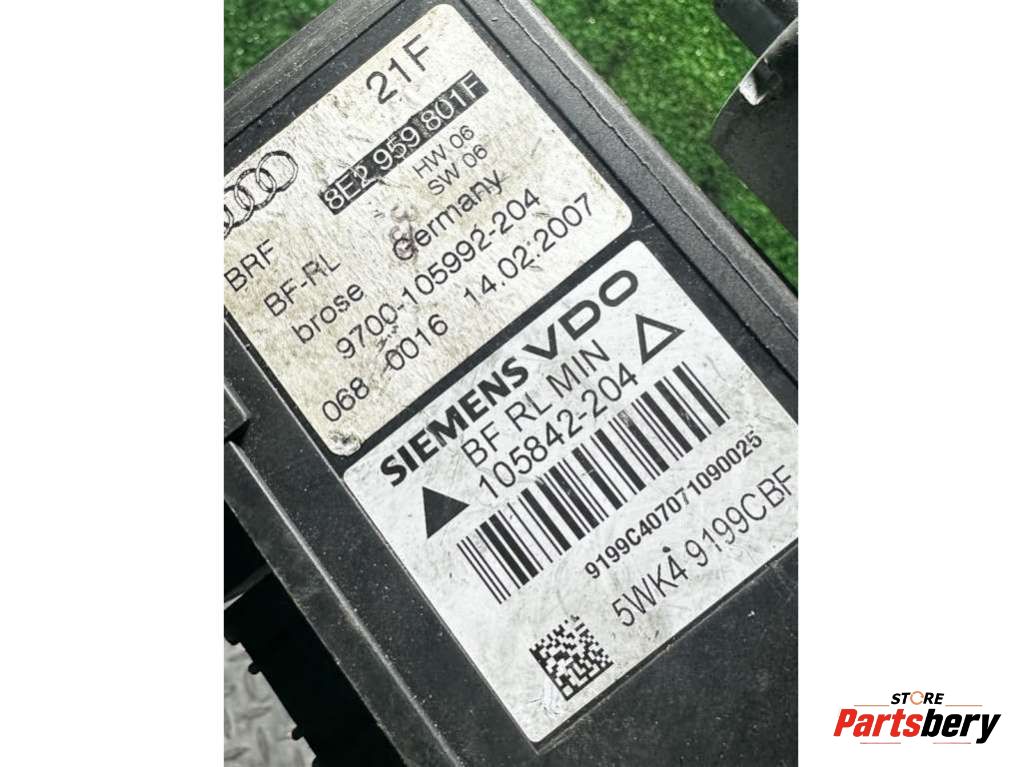 21F
8E2 959 801F
HW 06
SW 06
BRF
BF-RL
brose Germany
9700-105992-204
068 0016 14.02.2007
SIEMENS VDO
BF RL MIN
105842-204
9199C407071090025
5WK4 9199CBF
STORE
Partsbery